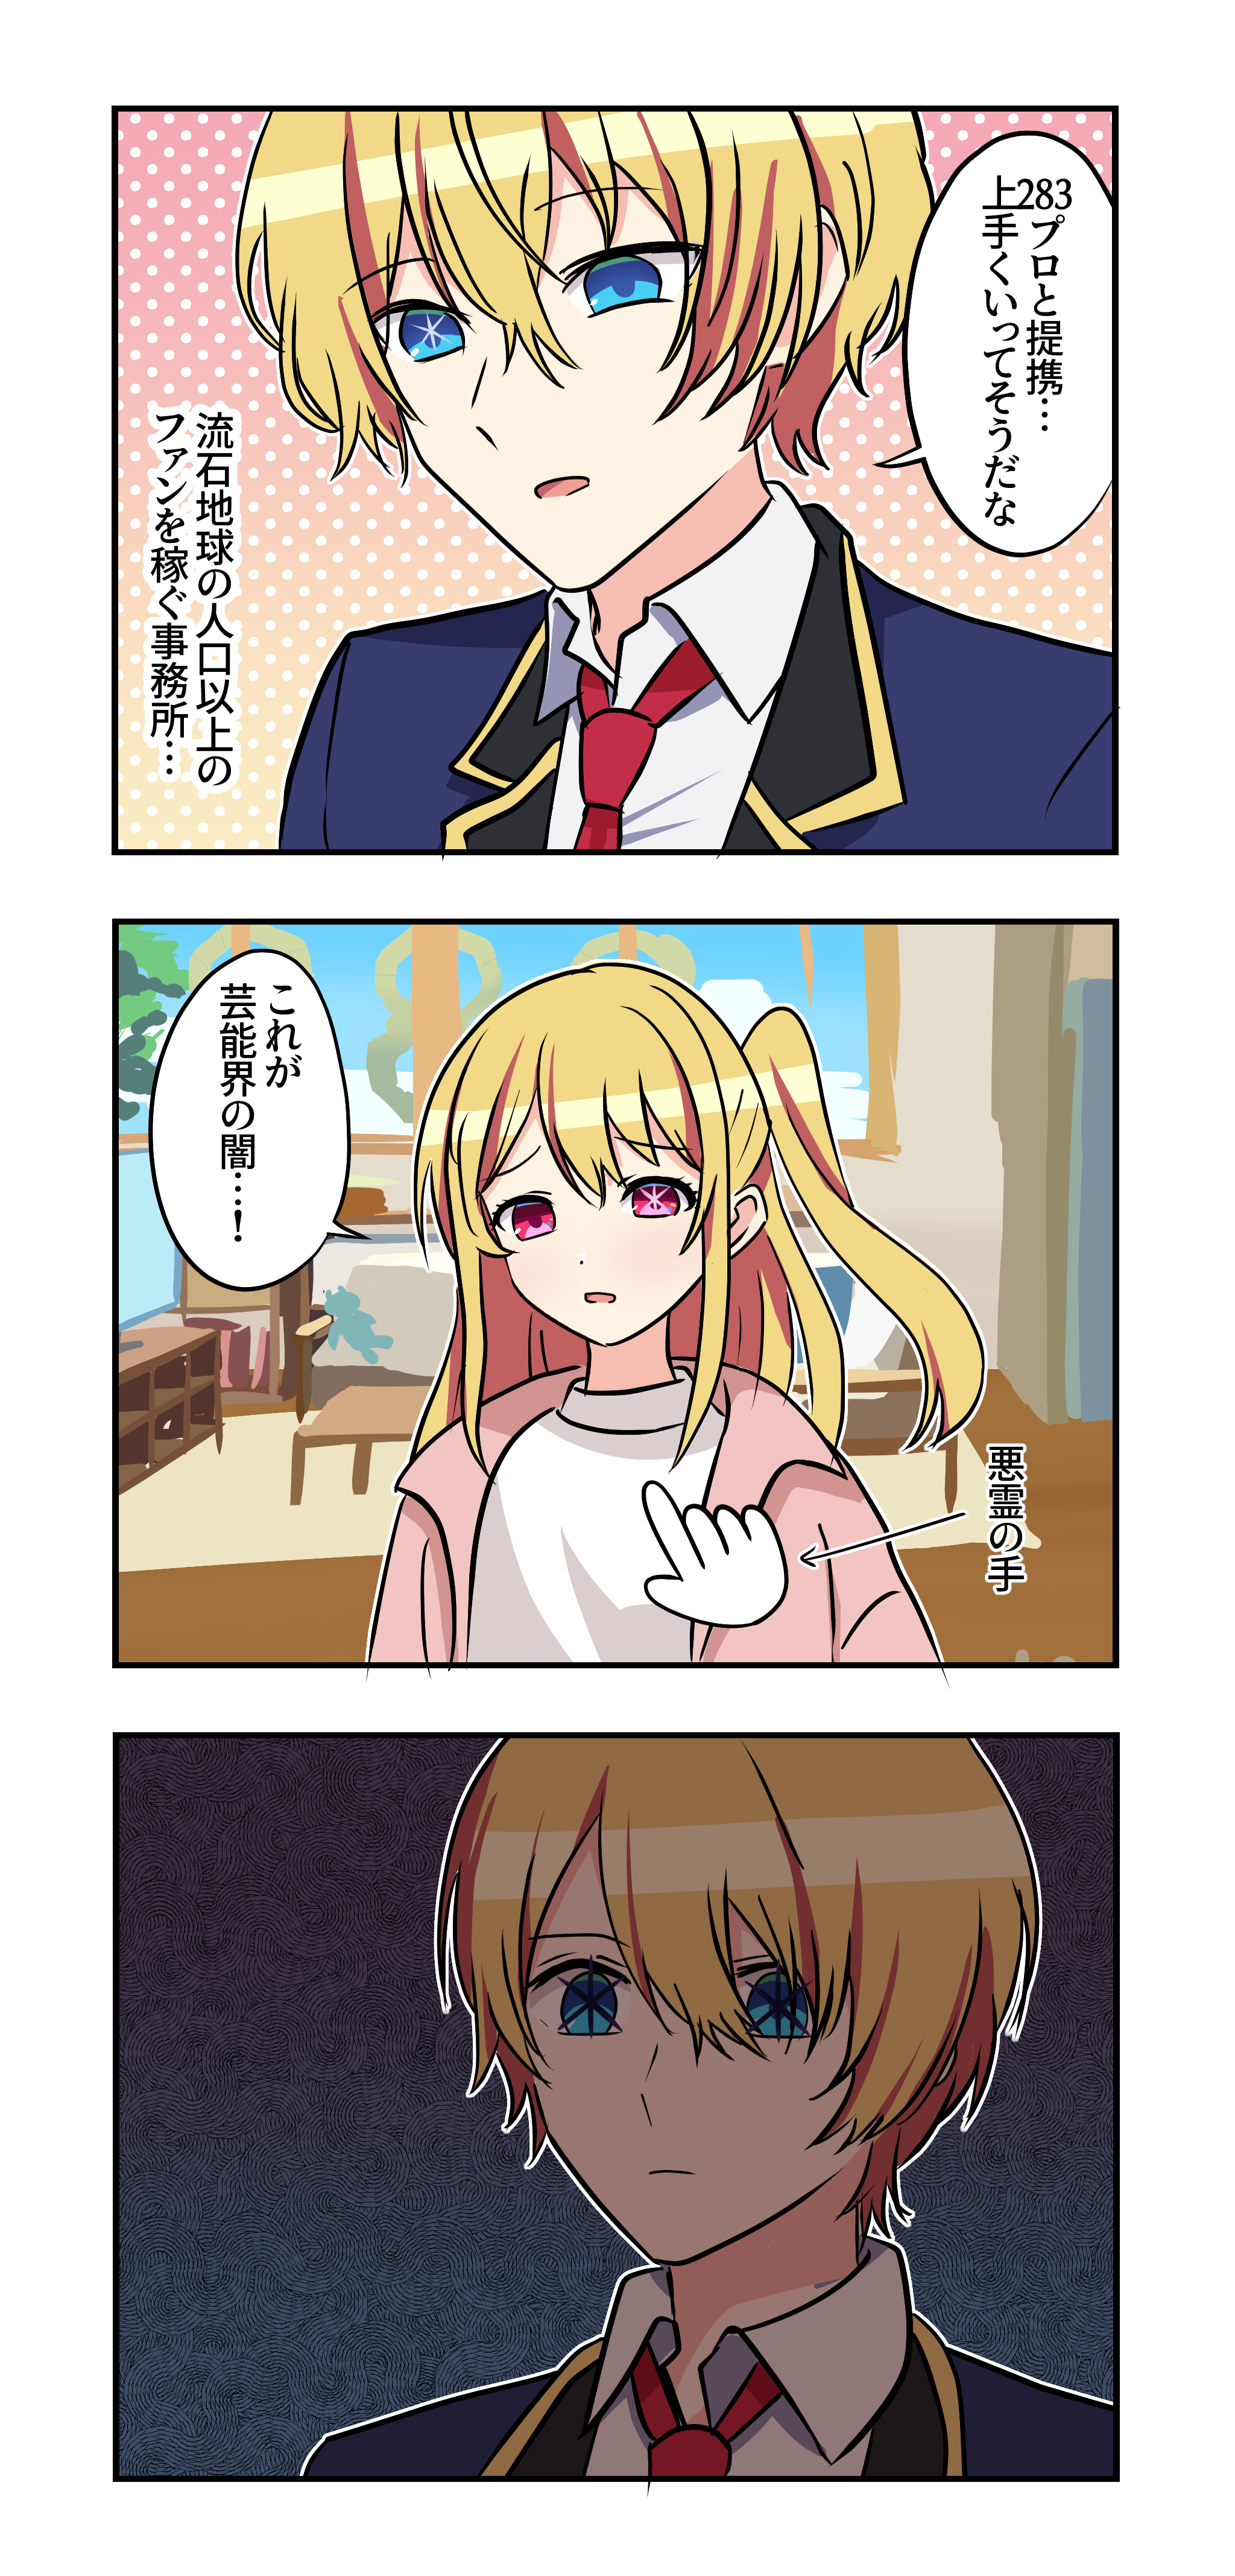 283プロと提携…
上手くいってそうだな
流石地球の人口以上の
ファンを稼ぐ事務所…
これが
芸能界の闇…！
悪霊の手